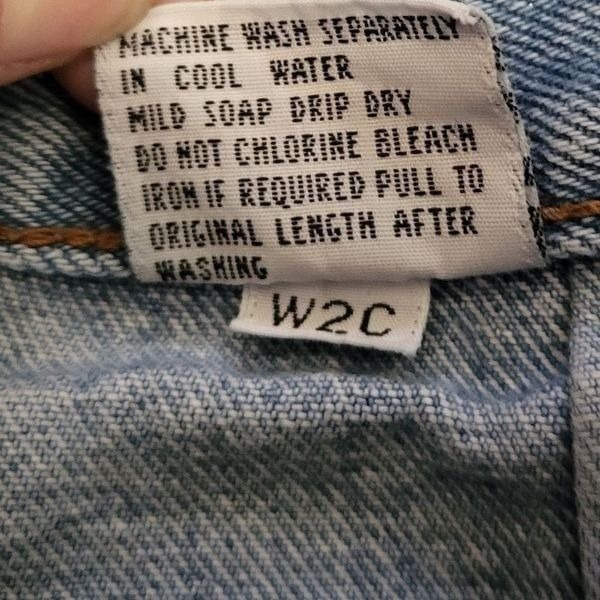 MACHINE WASH SEPARATELY
IN COOL WATER
MILD SOAP DRIP DRY
DO NOT CHLORINE BLEACH
IRON IF REQUIRED PULL TO
ORIGINAL LENGTH AFTER
WASHING
W2C